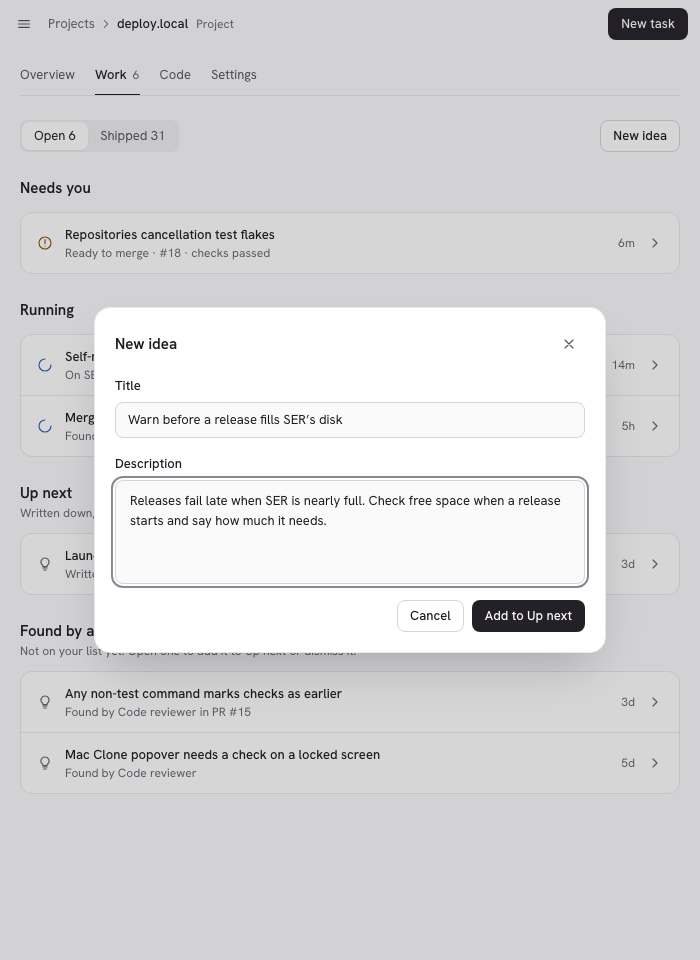 Projects deploy.local Project
New task
Overview Work 6 Code Settings
Open 6 Shipped 31
New idea
Needs you
Repositories cancellation test flakes
Ready to merge · #18 · checks passed
6m
Running
14m
5h
New idea
Title
Warn before a release fills SER’s disk
Description
Releases fail late when SER is nearly full. Check free space when a release
starts and say how much it needs.
Cancel
Add to Up next
Up next
Written down,
3d
Found by a
Not on your list yet. Open one to add it to Up next or dismiss it.
Any non-test command marks checks as earlier
Found by Code reviewer in PR #15
3d
Mac Clone popover needs a check on a locked screen
Found by Code reviewer
5d